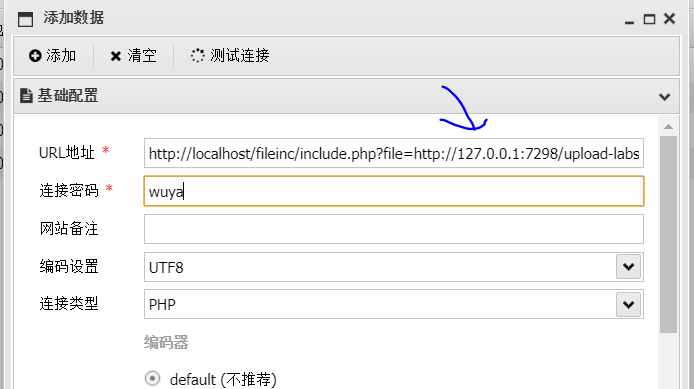 添加数据
添加 清空 测试连接
基础配置
URL地址 * http://localhost/fileinc/include.php?file=http://127.0.0.1:7298/upload-labs
连接密码 * wuya
网站备注
编码设置 UTF8
连接类型 PHP
编码器
default (不推荐)